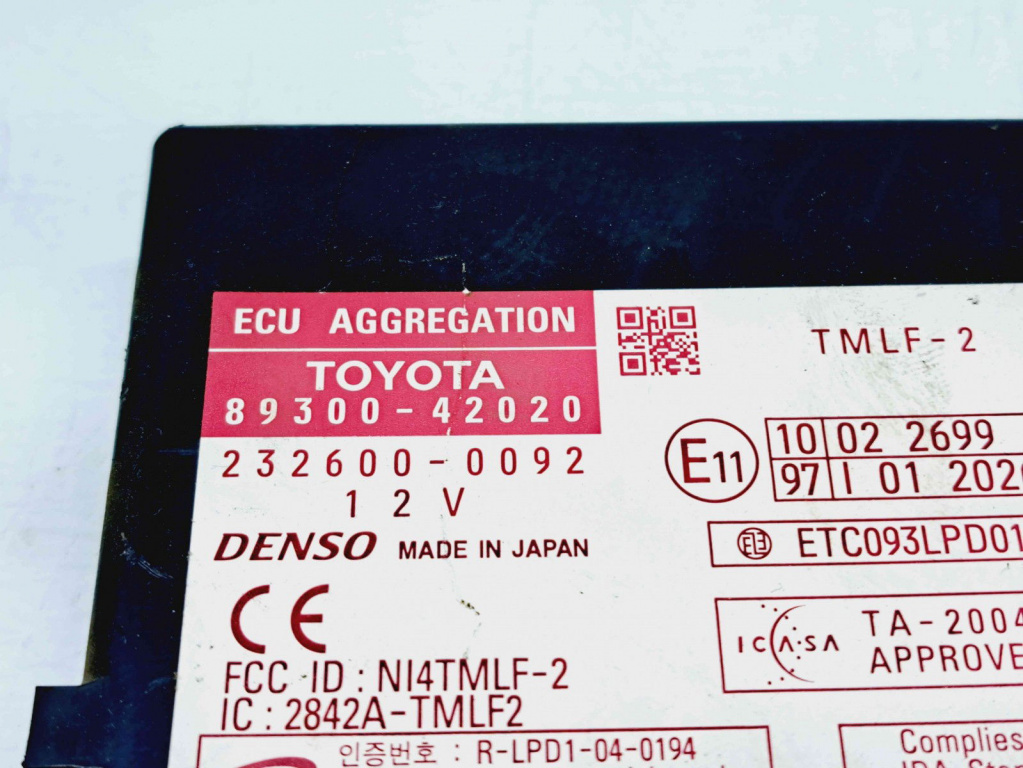 ECU AGGREGATION
TOYOTA
89300-42020
232600-0092
12V
DENSO MADE IN JAPAN
CE
FCC ID : NI4TMLF-2
IC : 2842A-TMLF2
인증번호 : R-LPD1-04-0194
TMLF-2
E11
10 02 2699
97 I 01 202
ETC093LPD01
ICASA
TA-2004
APPROVE
Complies